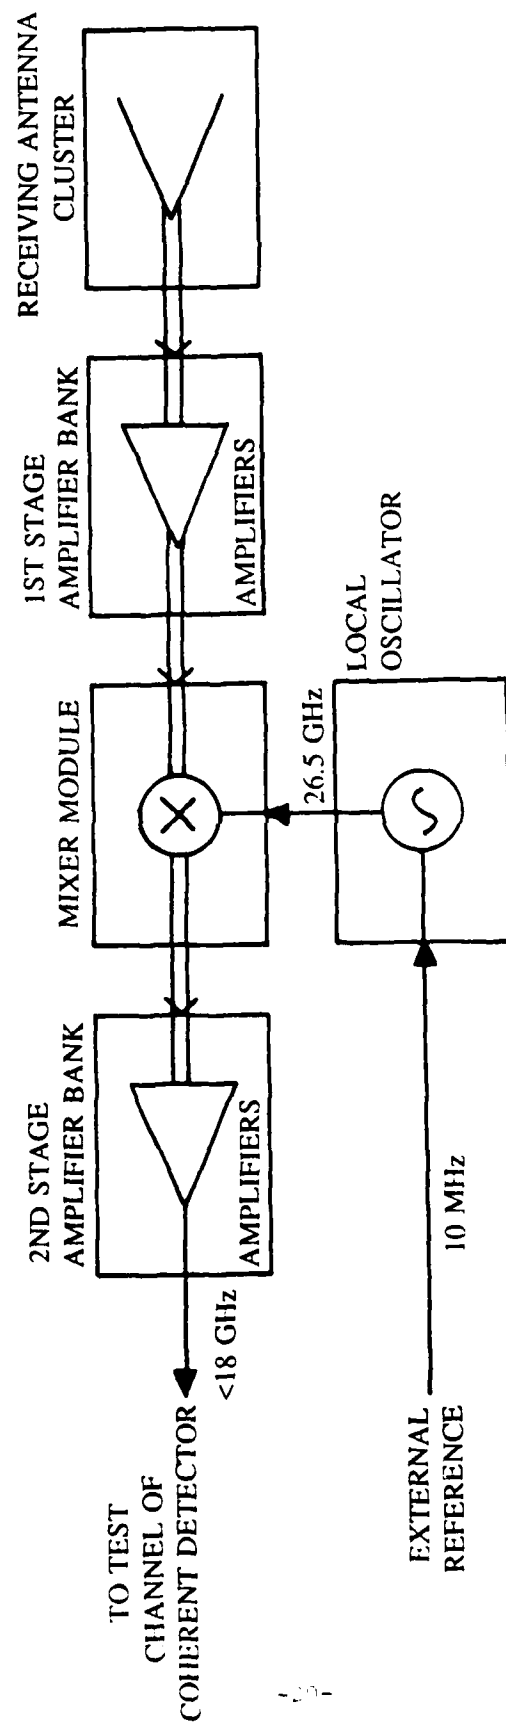 RECEIVING ANTENNA
CLUSTER
1ST STAGE
AMPLIFIER BANK
AMPLIFIERS
MIXER MODULE
26.5 GHz
LOCAL
OSCILLATOR
2ND STAGE
AMPLIFIER BANK
AMPLIFIERS
<18 GHz
TO TEST
CHANNEL OF
COHERENT DETECTOR
10 MHz
EXTERNAL
REFERENCE